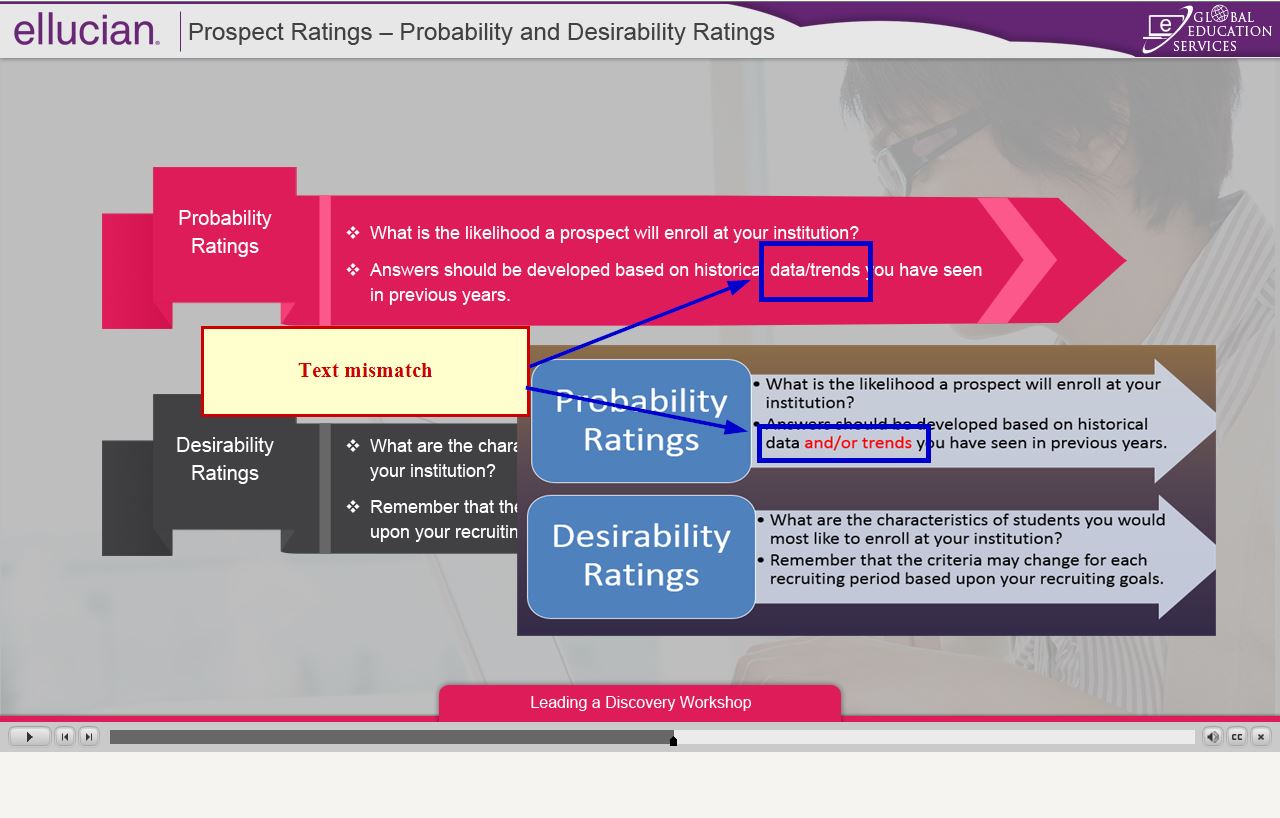 ellucian.
Prospect Ratings – Probability and Desirability Ratings
GLOBAL
EDUCATION
SERVICES
Probability
Ratings
❖ What is the likelihood a prospect will enroll at your institution?
❖ Answers should be developed based on historical data/trends you have seen
in previous years.
Text mismatch
Desirability
Ratings
❖ What are the chara
your institution?
❖ Remember that the
upon your recruitin
Probability
Ratings
• What is the likelihood a prospect will enroll at your
institution?
• Answers should be developed based on historical
data and/or trends you have seen in previous years.
Desirability
Ratings
• What are the characteristics of students you would
most like to enroll at your institution?
• Remember that the criteria may change for each
recruiting period based upon your recruiting goals.
Leading a Discovery Workshop
CC